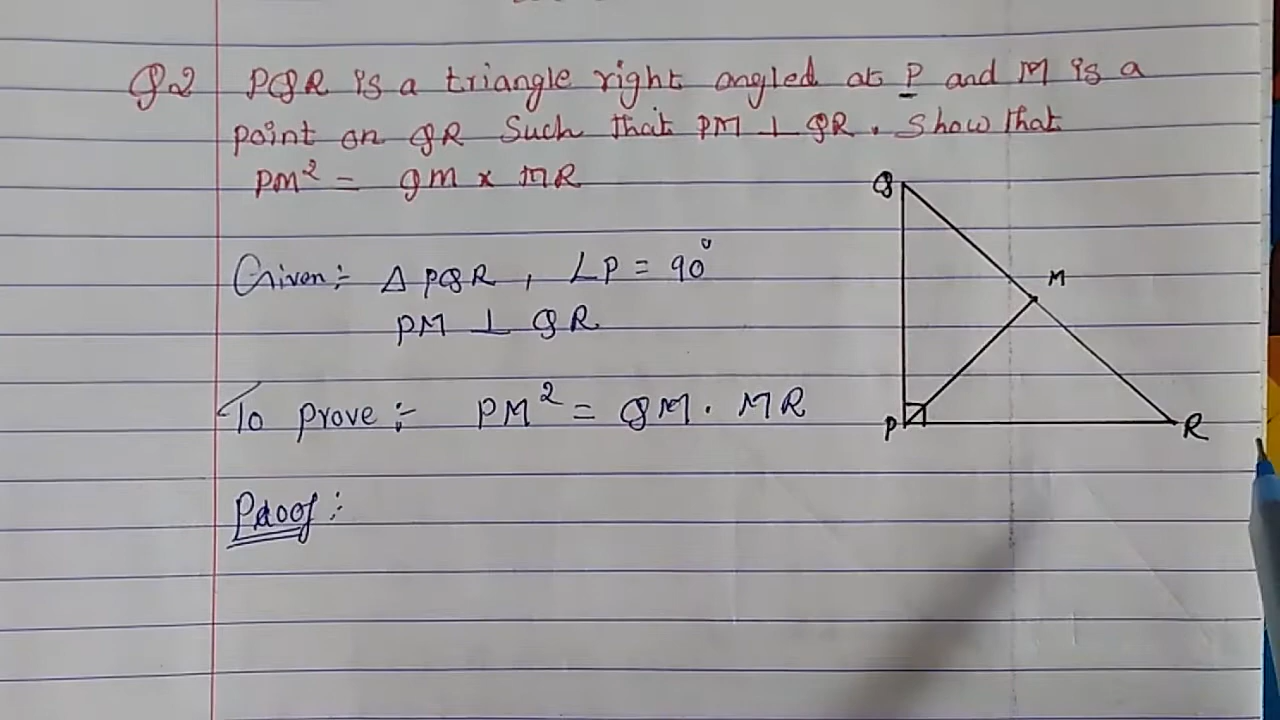 Q2 PQR is a triangle right angled at P and M is a
point on QR Such that PM ⊥ QR. Show that
PM² = QM × MR
Given:- Δ PQR, ∠P = 90°
PM ⊥ QR
To prove:- PM² = QM . MR
Proof:
Q
M
P
R